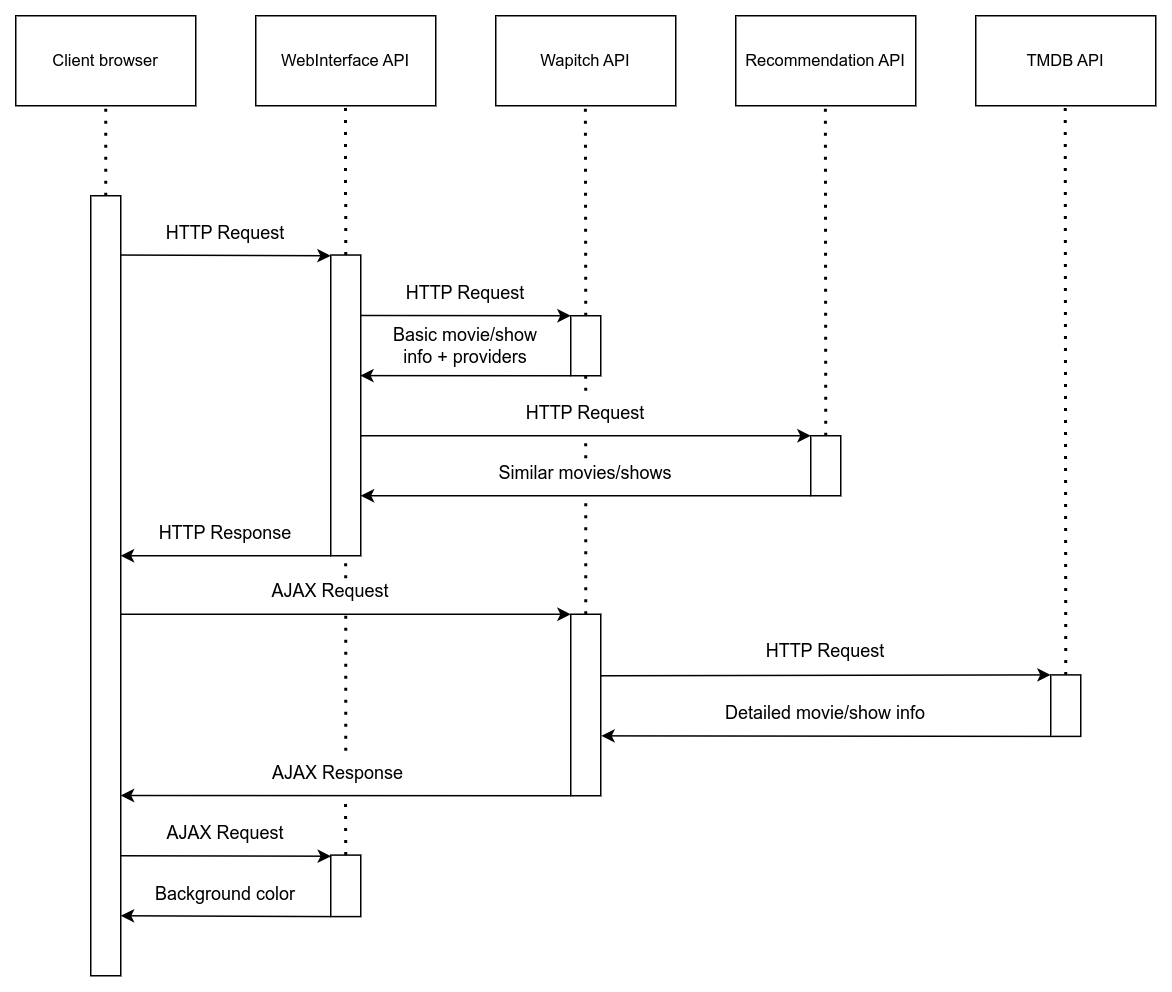 Client browser
WebInterface API
Wapitch API
Recommendation API
TMDB API
HTTP Request
HTTP Request
Basic movie/show
info + providers
HTTP Request
Similar movies/shows
HTTP Response
AJAX Request
HTTP Request
Detailed movie/show info
AJAX Response
AJAX Request
Background color